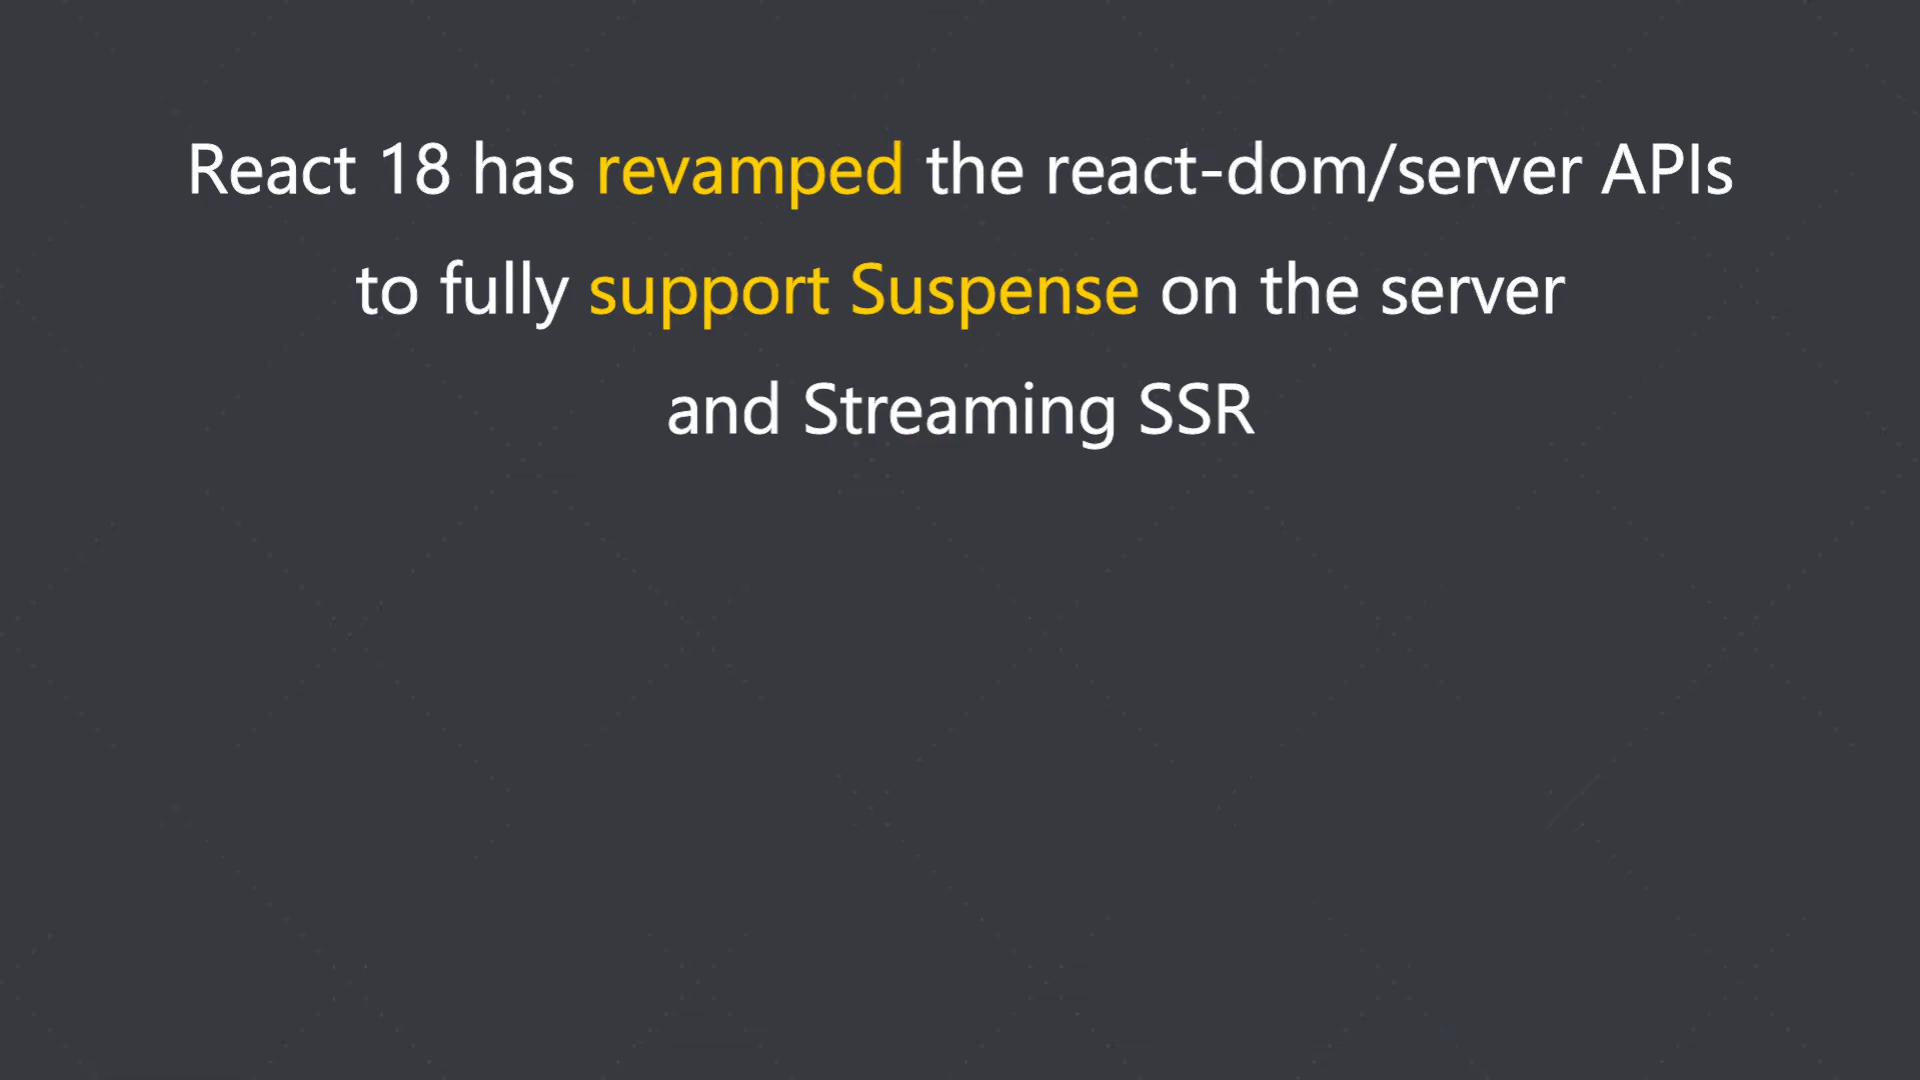 React 18 has revamped the react-dom/server APIs
to fully support Suspense on the server
and Streaming SSR